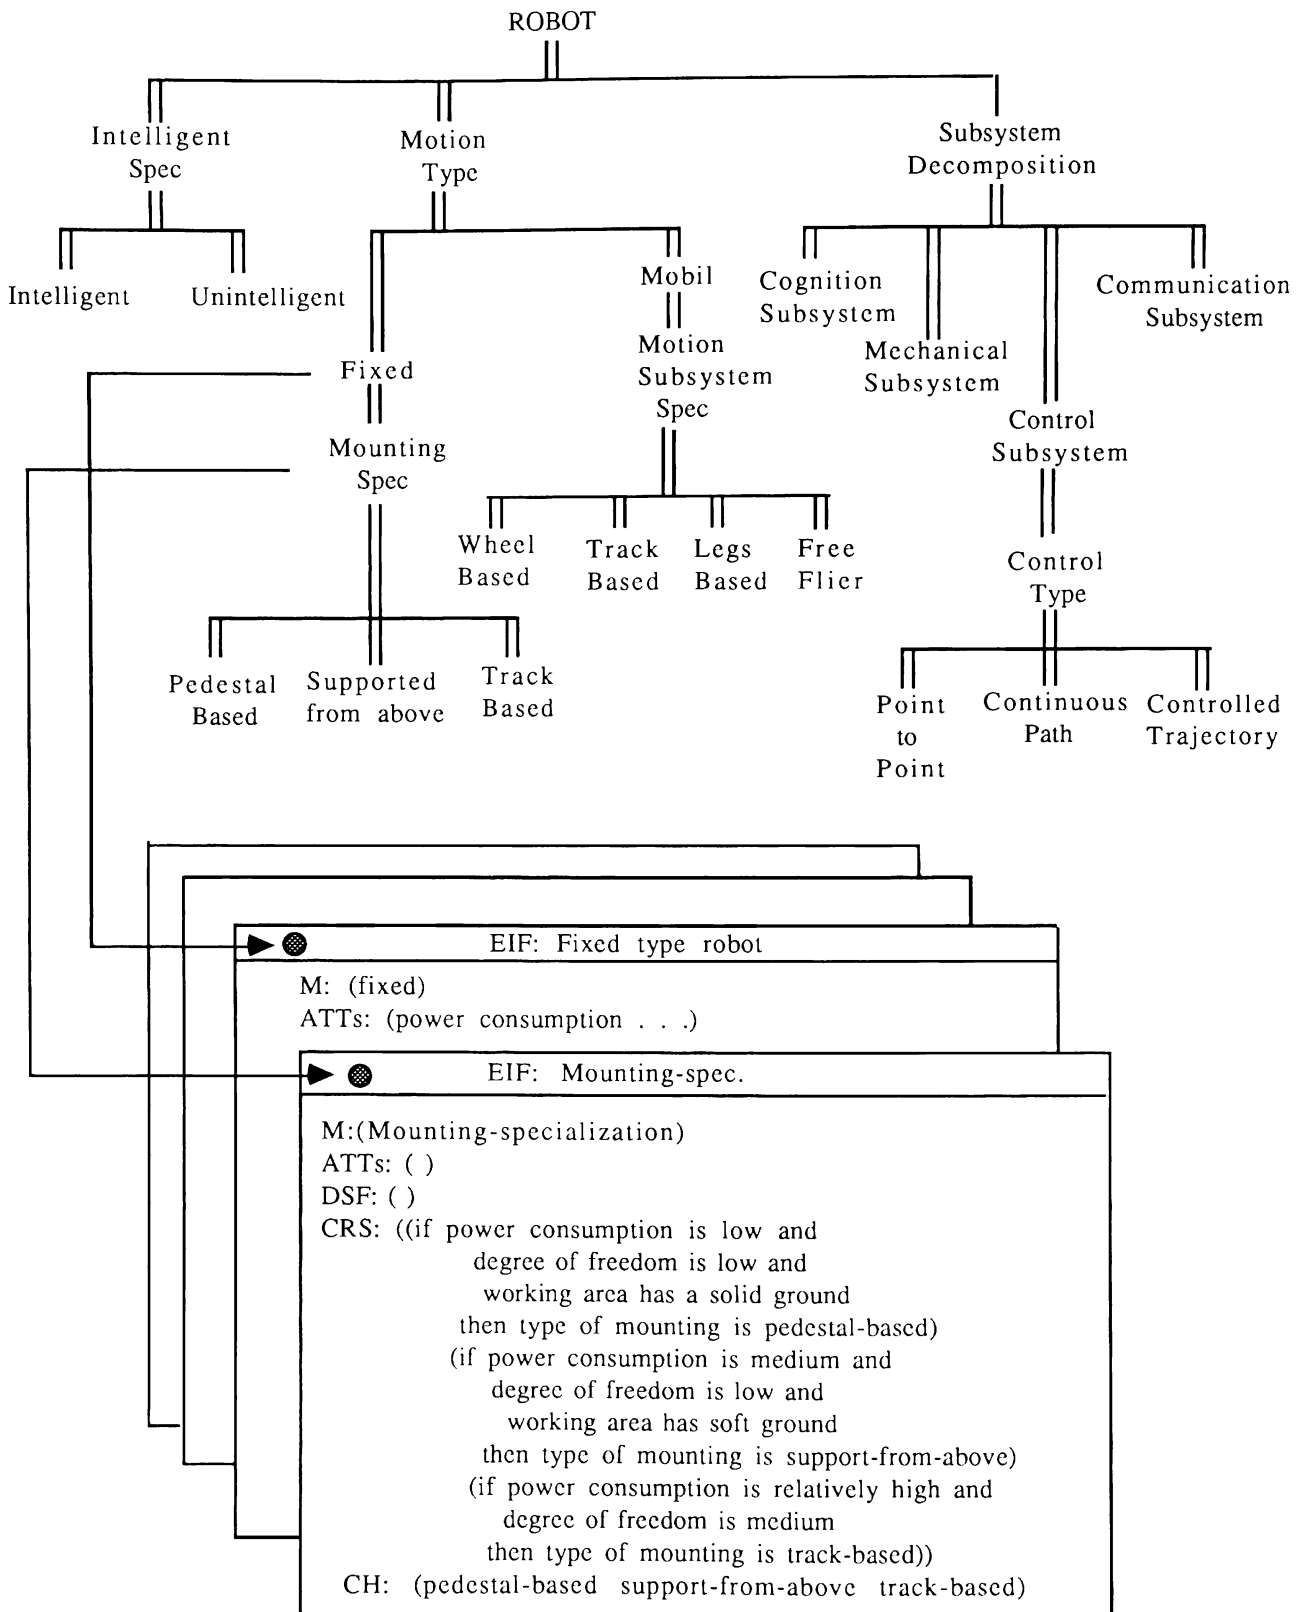 ROBOT
Intelligent
Spec
Motion
Type
Subsystem
Decomposition
Intelligent
Unintelligent
Mobil
Cognition
Subsystem
Communication
Subsystem
Fixed
Motion
Subsystem
Spec
Mechanical
Subsystem
Mounting
Spec
Control
Subsystem
Wheel
Based
Track
Based
Legs
Based
Free
Flier
Control
Type
Pedestal
Based
Supported
from above
Track
Based
Point
to
Point
Continuous
Path
Controlled
Trajectory
EIF: Fixed type robot
M: (fixed)
ATTs: (power consumption . . .)
EIF: Mounting-spec.
M:(Mounting-specialization)
ATTs: ( )
DSF: ( )
CRS: ((if power consumption is low and
degree of freedom is low and
working area has a solid ground
then type of mounting is pedestal-based)
(if power consumption is medium and
degree of freedom is low and
working area has soft ground
then type of mounting is support-from-above)
(if power consumption is relatively high and
degree of freedom is medium
then type of mounting is track-based))
CH: (pedestal-based support-from-above track-based)